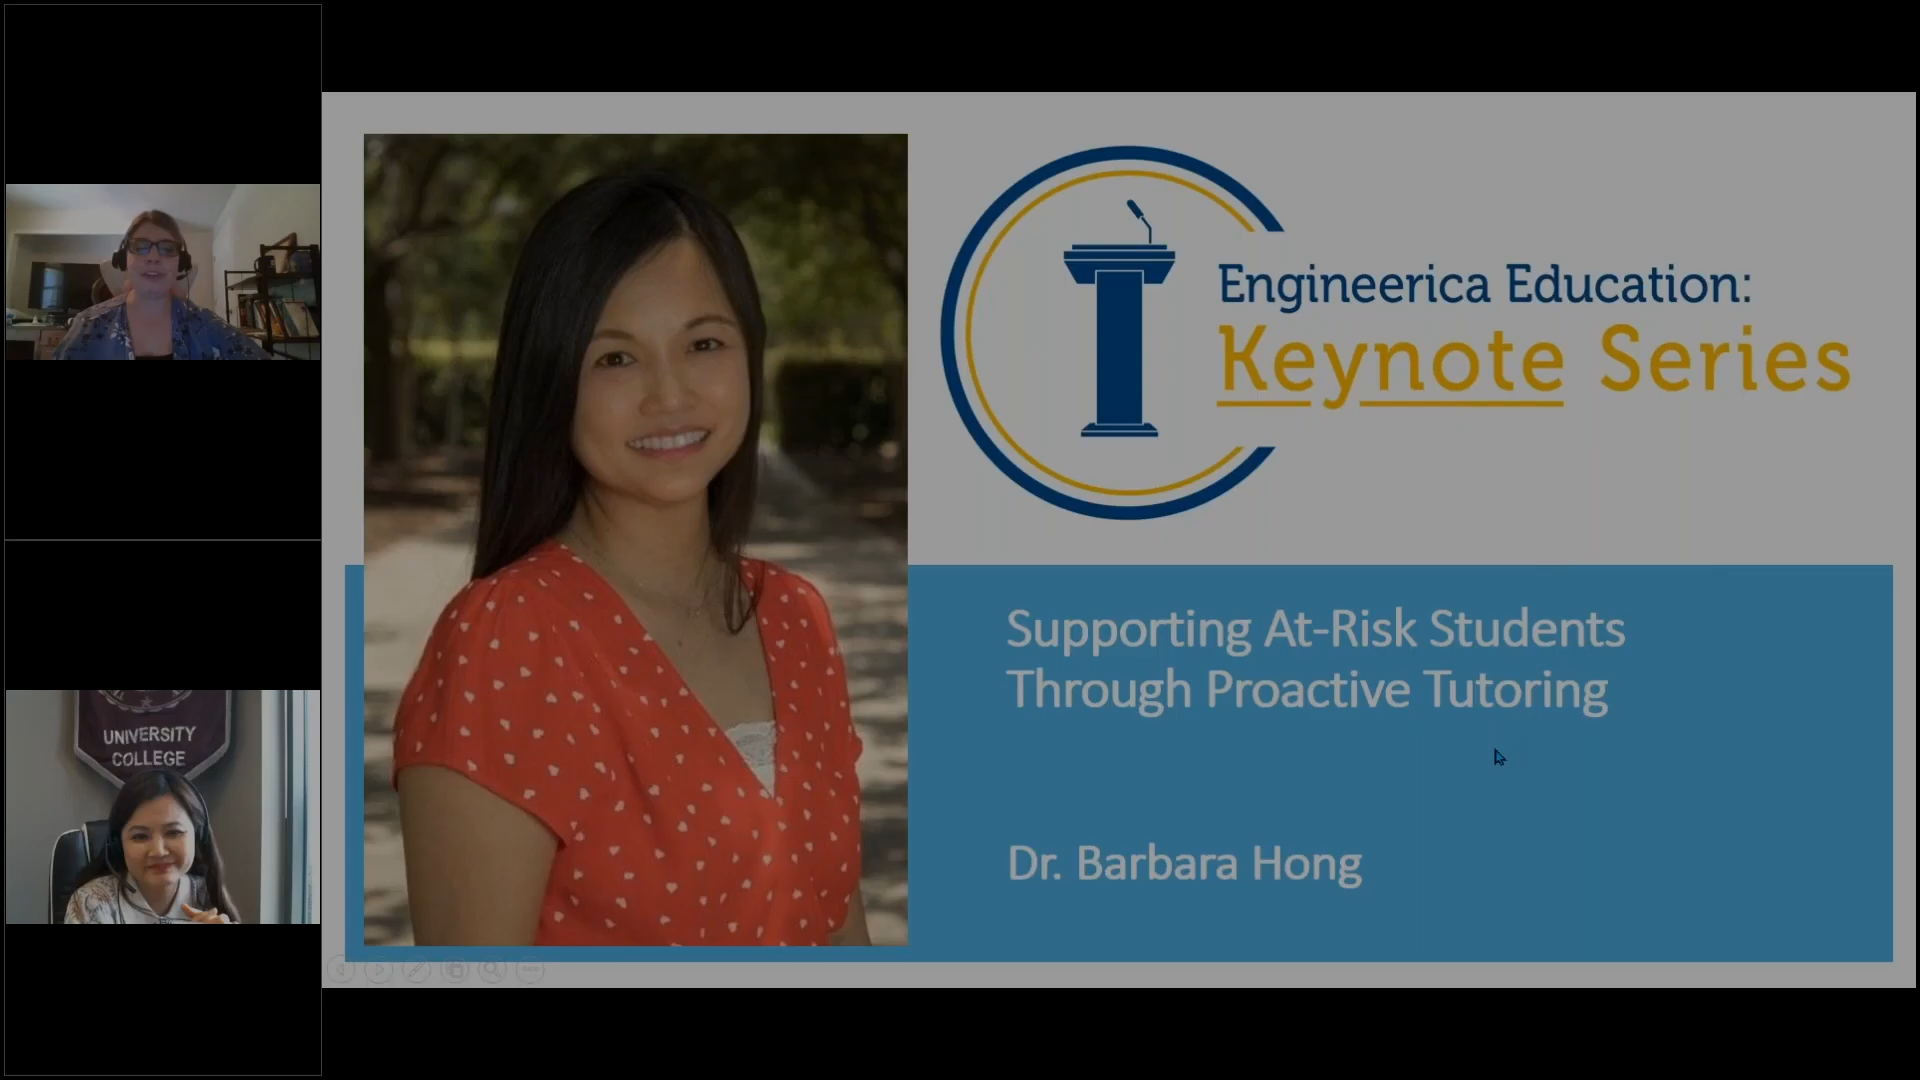 UNIVERSITY
COLLEGE
Engineerica Education:
Keynote Series
Supporting At-Risk Students
Through Proactive Tutoring
Dr. Barbara Hong